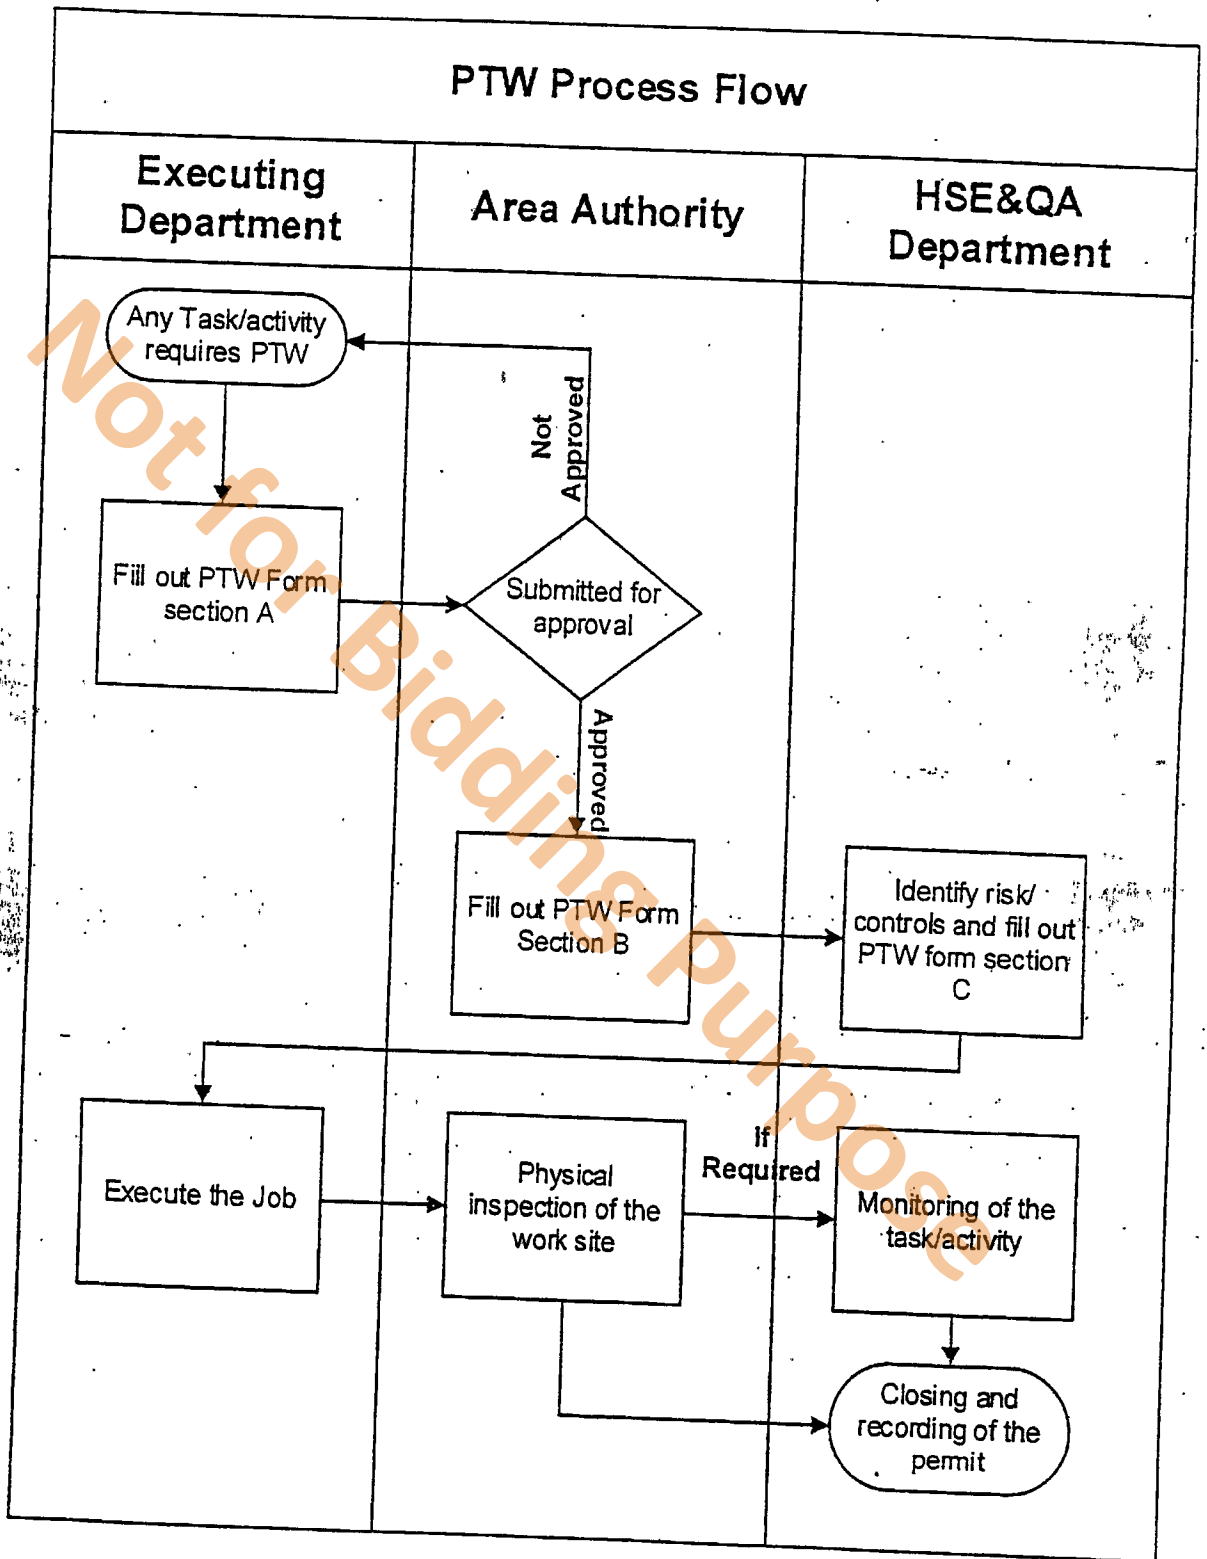 PTW Process Flow
Executing
Department
Area Authority
HSE&QA
Department
Any Task/activity
requires PTW
Not
Approved
Fill out PTW Form
section A
Submitted for
approval
Approved
Fill out PTW Form
Section B
Identify risk/
controls and fill out
PTW form section
C
Execute the Job
Physical
inspection of the
work site
If
Required
Monitoring of the
task/activity
Closing and
recording of the
permit
Not for Bidding Purpose